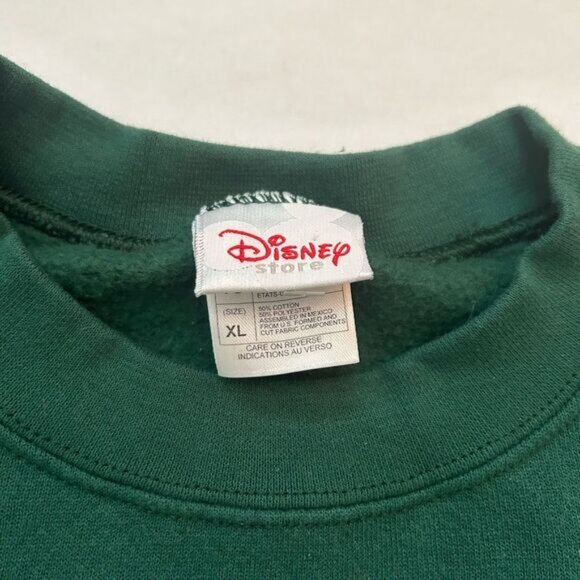 Disney
store
ETATS-U
(SIZE)
XL
50% COTTON
50% POLYESTER
ASSEMBLED IN MEXICO
FROM U.S. FORMED AND
CUT FABRIC COMPONENTS
CARE ON REVERSE
INDICATIONS AU VERSO